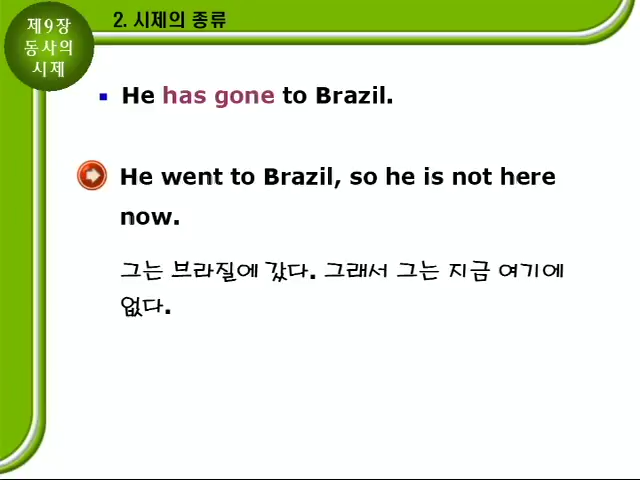 제9장
동사의
시제
2. 시제의 종류
He has gone to Brazil.
He went to Brazil, so he is not here
now.
그는 브라질에 갔다. 그래서 그는 지금 여기에
없다.